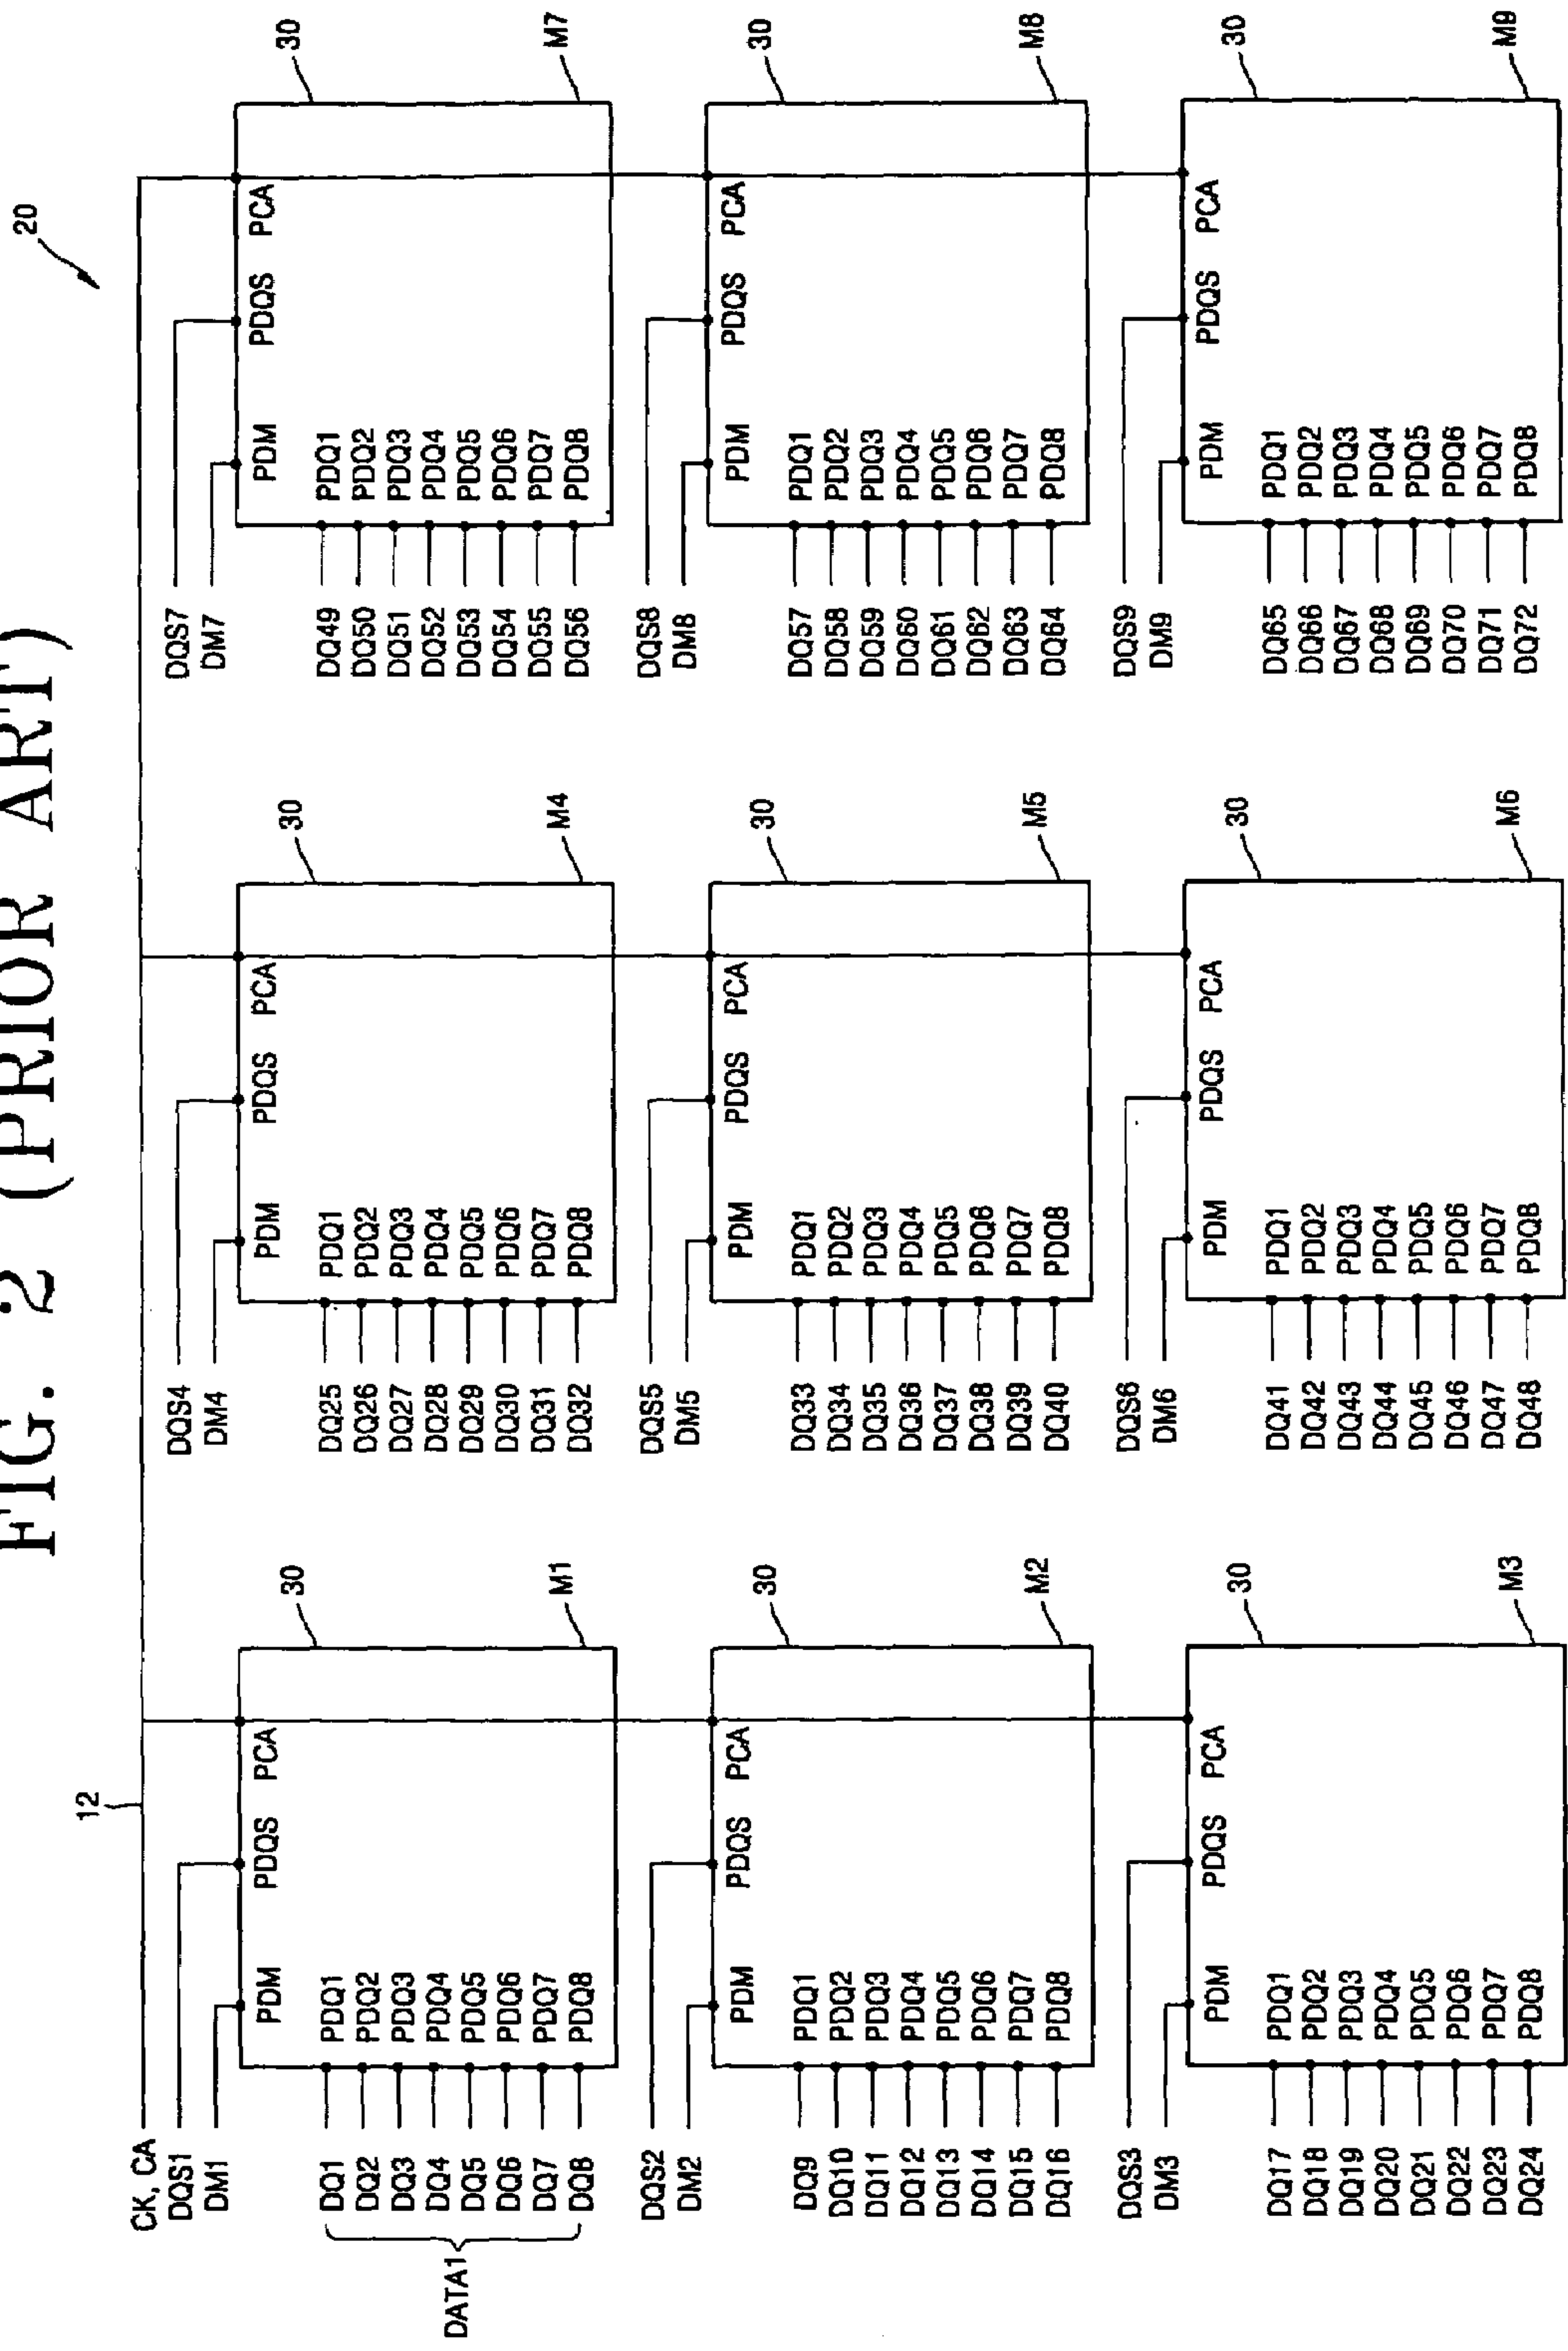 FIG. 2 (PRIOR ART)
20
12
CK, CA
DQS1
DM1
PDM PDQS PCA
30
DATA1
DQ1 PDQ1
DQ2 PDQ2
DQ3 PDQ3
DQ4 PDQ4
DQ5 PDQ5
DQ6 PDQ6
DQ7 PDQ7
DQ8 PDQ8
M1
DQS4
DM4
PDM PDQS PCA
30
DQ25 PDQ1
DQ26 PDQ2
DQ27 PDQ3
DQ28 PDQ4
DQ29 PDQ5
DQ30 PDQ6
DQ31 PDQ7
DQ32 PDQ8
M4
DQS7
DM7
PDM PDQS PCA
30
DQ49 PDQ1
DQ50 PDQ2
DQ51 PDQ3
DQ52 PDQ4
DQ53 PDQ5
DQ54 PDQ6
DQ55 PDQ7
DQ56 PDQ8
M7
DQS2
DM2
PDM PDQS PCA
30
DQ9 PDQ1
DQ10 PDQ2
DQ11 PDQ3
DQ12 PDQ4
DQ13 PDQ5
DQ14 PDQ6
DQ15 PDQ7
DQ16 PDQ8
M2
DQS5
DM5
PDM PDQS PCA
30
DQ33 PDQ1
DQ34 PDQ2
DQ35 PDQ3
DQ36 PDQ4
DQ37 PDQ5
DQ38 PDQ6
DQ39 PDQ7
DQ40 PDQ8
M5
DQS8
DM8
PDM PDQS PCA
30
DQ57 PDQ1
DQ58 PDQ2
DQ59 PDQ3
DQ60 PDQ4
DQ61 PDQ5
DQ62 PDQ6
DQ63 PDQ7
DQ64 PDQ8
M8
DQS3
DM3
PDM PDQS PCA
30
DQ17 PDQ1
DQ18 PDQ2
DQ19 PDQ3
DQ20 PDQ4
DQ21 PDQ5
DQ22 PDQ6
DQ23 PDQ7
DQ24 PDQ8
M3
DQS6
DM6
PDM PDQS PCA
30
DQ41 PDQ1
DQ42 PDQ2
DQ43 PDQ3
DQ44 PDQ4
DQ45 PDQ5
DQ46 PDQ6
DQ47 PDQ7
DQ48 PDQ8
M6
DQS9
DM9
PDM PDQS PCA
30
DQ65 PDQ1
DQ66 PDQ2
DQ67 PDQ3
DQ68 PDQ4
DQ69 PDQ5
DQ70 PDQ6
DQ71 PDQ7
DQ72 PDQ8
M9